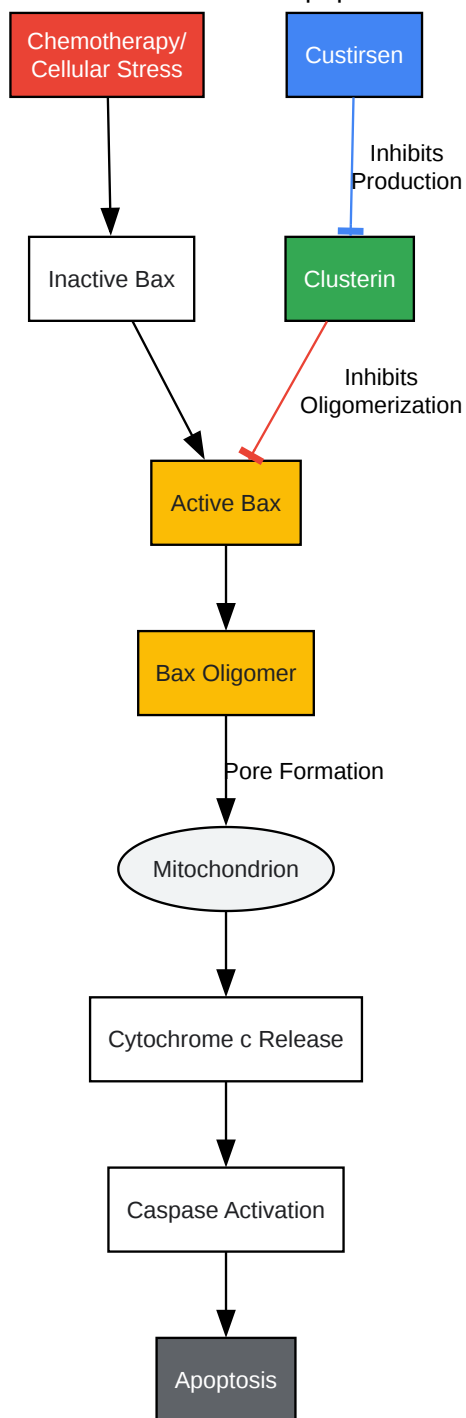 Chemotherapy/
Cellular Stress
Custirsen
Inhibits
Production
Inactive Bax
Clusterin
Inhibits
Oligomerization
Active Bax
Bax Oligomer
Pore Formation
Mitochondrion
Cytochrome c Release
Caspase Activation
Apoptosis